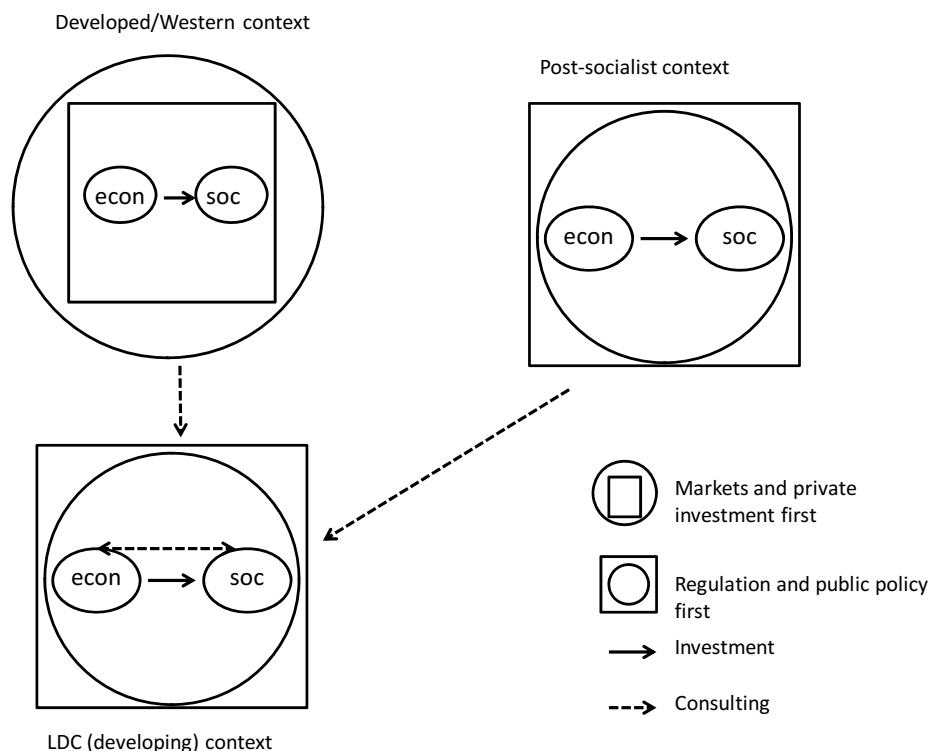 Developed/Western context
Post-socialist context
econ
soc
econ
soc
econ
soc
LDC (developing) context
Markets and private
investment first
Regulation and public policy
first
Investment
Consulting